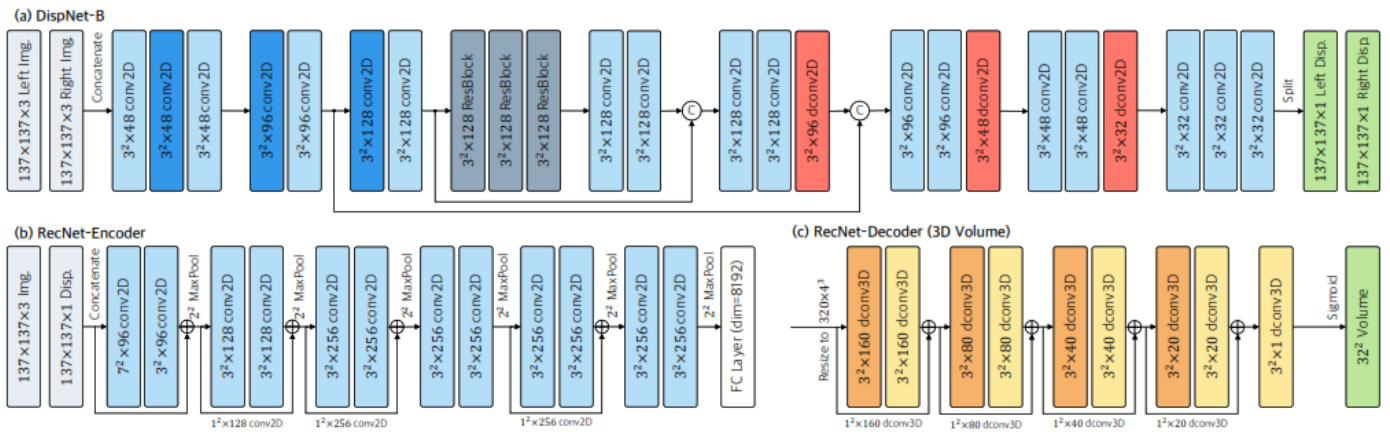 (a) DispNet-B
137×137×3 Left Img.
137×137×3 Right Img.
Concatenate
3²×48 conv2D
3²×48 conv2D
3²×48 conv2D
3²×96 conv2D
3²×96 conv2D
3²×128 conv2D
3²×128 conv2D
3²×128 ResBlock
3²×128 ResBlock
3²×128 ResBlock
3²×128 conv2D
3²×128 conv2D
C
3²×128 conv2D
3²×128 conv2D
3²×96 dconv2D
C
3²×96 conv2D
3²×96 conv2D
3²×48 dconv2D
3²×48 conv2D
3²×48 conv2D
3²×32 dconv2D
3²×32 conv2D
3²×32 conv2D
3²×32 conv2D
Split
137×137×1 Left Disp.
137×137×1 Right Disp.
(b) RecNet-Encoder
137×137×3 Img.
137×137×1 Disp.
Concatenate
7²×96 conv2D
3²×96 conv2D
2² MaxPool
3²×128 conv2D
3²×128 conv2D
1²×128 conv2D
2² MaxPool
3²×256 conv2D
3²×256 conv2D
1²×256 conv2D
2² MaxPool
3²×256 conv2D
3²×256 conv2D
2² MaxPool
3²×256 conv2D
3²×256 conv2D
1²×256 conv2D
2² MaxPool
3²×256 conv2D
3²×256 conv2D
2² MaxPool
FC Layer (dim=8192)
(c) RecNet-Decoder (3D Volume)
Resize to 320×4³
3²×160 dconv3D
3²×160 dconv3D
1²×160 dconv3D
3²×80 dconv3D
3²×80 dconv3D
1²×80 dconv3D
3²×40 dconv3D
3²×40 dconv3D
1²×40 dconv3D
3²×20 dconv3D
3²×20 dconv3D
1²×20 dconv3D
3²×1 dconv3D
Sigmoid
32² Volume